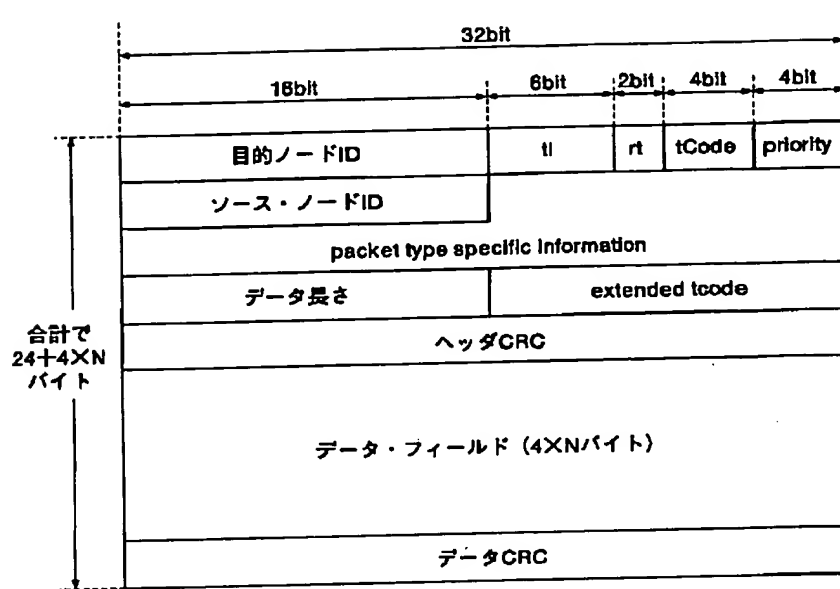 32bit
16bit 6bit 2bit 4bit 4bit
目的ノードID tl rt tCode priority
ソース・ノードID
packet type specific information
データ長さ extended tcode
ヘッダCRC
合計で
24+4×N
バイト
データ・フィールド（4×Nバイト）
データCRC